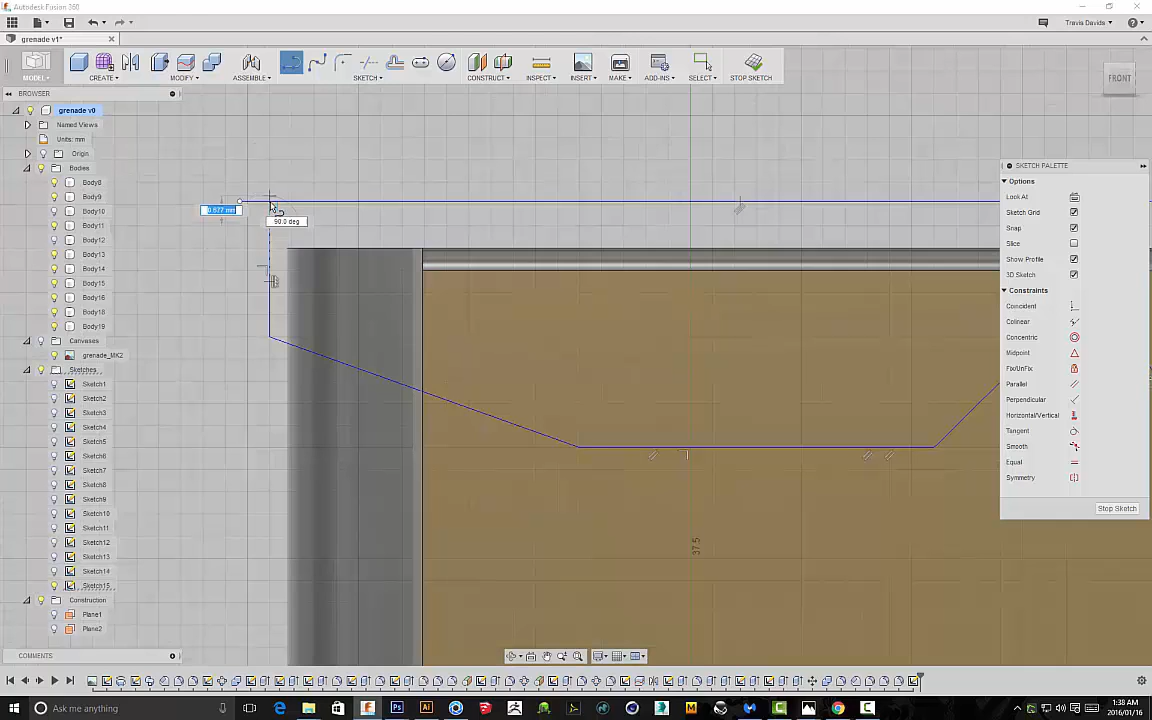 Autodesk Fusion 360
Travis Davids
grenade v1*
MODEL
CREATE
MODIFY
ASSEMBLE
SKETCH
CONSTRUCT
INSPECT
INSERT
MAKE
ADD-INS
SELECT
STOP SKETCH
FRONT
BROWSER
grenade v0
Named Views
Units: mm
Origin
Bodies
Body8
Body9
Body10
Body11
Body12
Body13
Body14
Body15
Body16
Body18
Body19
Canvases
grenade_MK2
Sketches
Sketch1
Sketch2
Sketch3
Sketch4
Sketch5
Sketch6
Sketch7
Sketch8
Sketch9
Sketch10
Sketch11
Sketch12
Sketch13
Sketch14
Sketch15
Construction
Plane1
Plane2
COMMENTS
90.0 deg
37.5
SKETCH PALETTE
Options
Look At
Sketch Grid
Snap
Slice
Show Profile
3D Sketch
Constraints
Coincident
Colinear
Concentric
Midpoint
Fix/UnFix
Parallel
Perpendicular
Horizontal/Vertical
Tangent
Smooth
Equal
Symmetry
Stop Sketch
Ask me anything
1:38 AM
2016/01/16